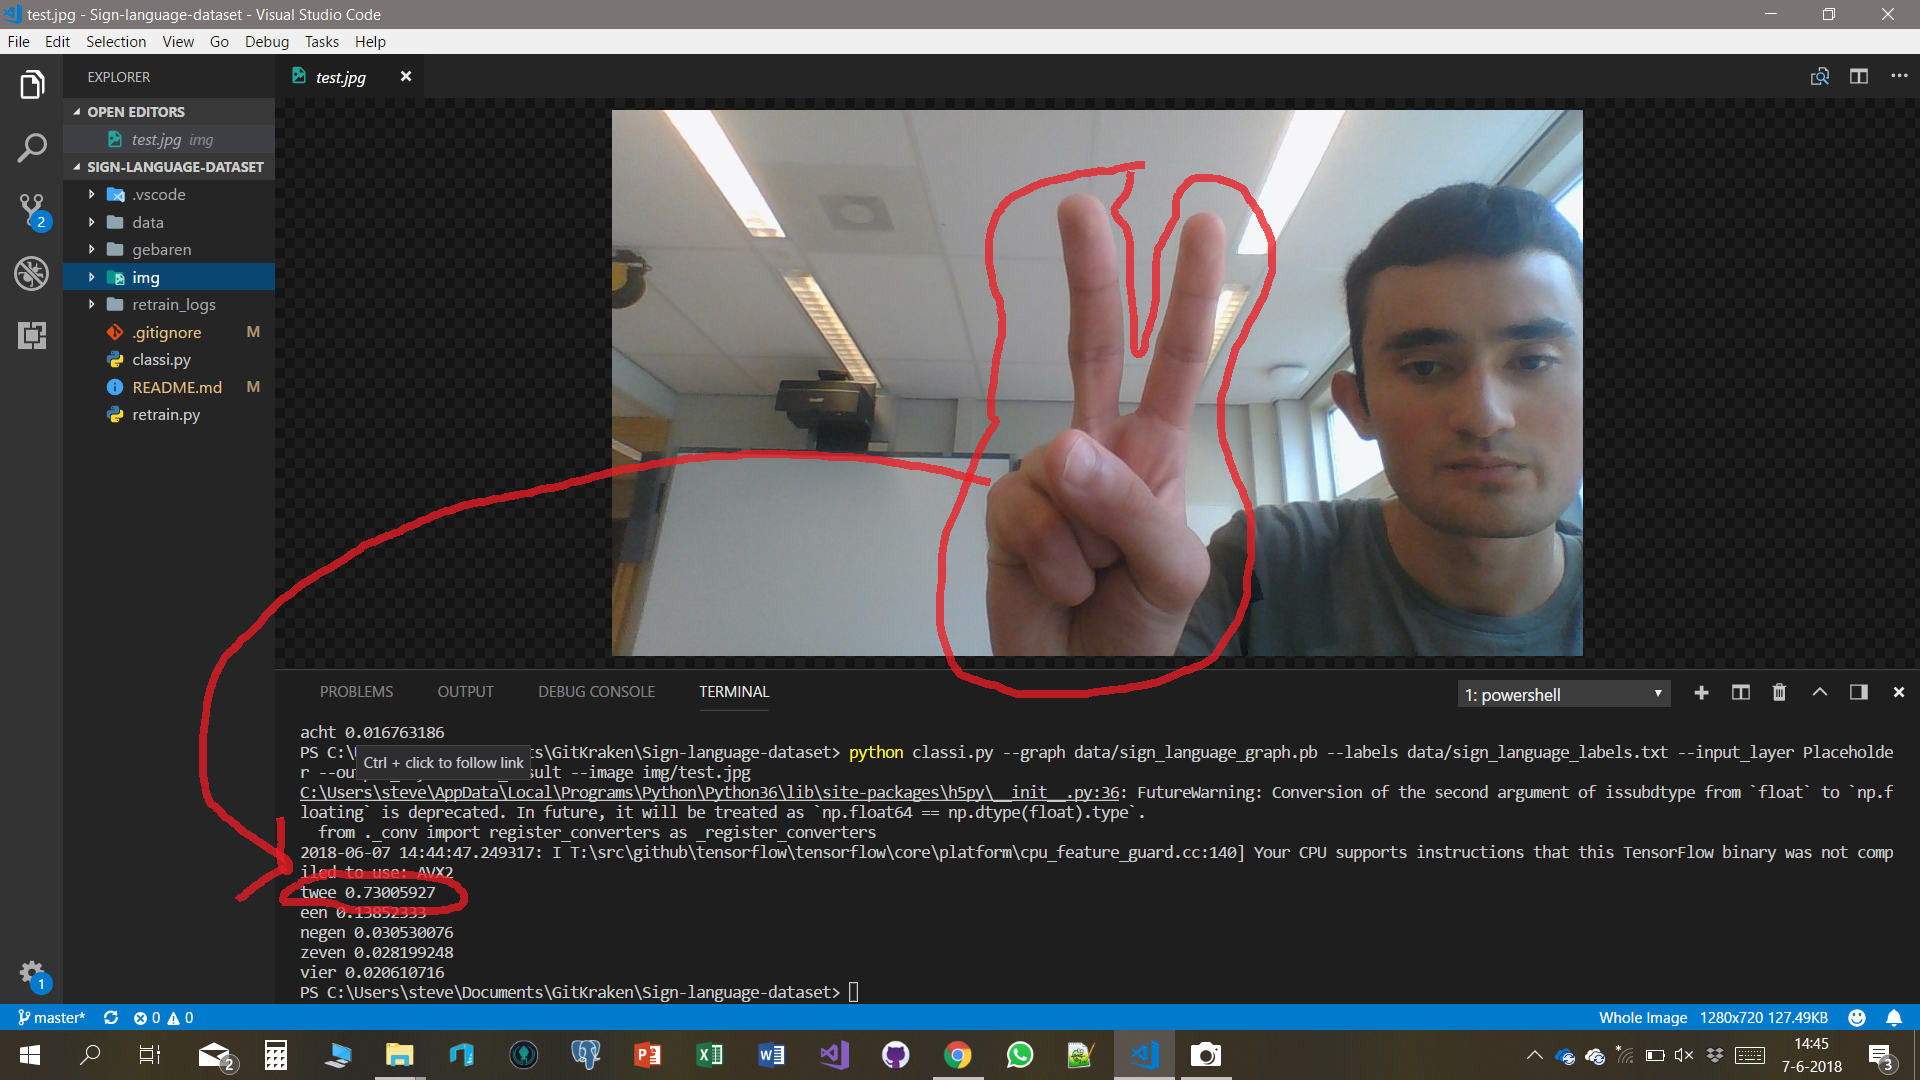 test.jpg - Sign-language-dataset - Visual Studio Code
File Edit Selection View Go Debug Tasks Help
EXPLORER
OPEN EDITORS
test.jpg img
SIGN-LANGUAGE-DATASET
.vscode
data
gebaren
img
retrain_logs
.gitignore M
classi.py
README.md M
retrain.py
2
1
test.jpg
PROBLEMS OUTPUT DEBUG CONSOLE TERMINAL
1: powershell
acht 0.016763186
PS C:\ ts\GitKraken\Sign-language-dataset> python classi.py --graph data/sign_language_graph.pb --labels data/sign_language_labels.txt --input_layer Placeholde
r --ou sult --image img/test.jpg
Ctrl + click to follow link
C:\Users\steve\AppData\Local\Programs\Python\Python36\lib\site-packages\h5py\__init__.py:36: FutureWarning: Conversion of the second argument of issubdtype from `float` to `np.f
loating` is deprecated. In future, it will be treated as `np.float64 == np.dtype(float).type`.
from ._conv import register_converters as _register_converters
2018-06-07 14:44:47.249317: I T:\src\github\tensorflow\tensorflow\core\platform\cpu_feature_guard.cc:140] Your CPU supports instructions that this TensorFlow binary was not comp
iled to use: AVX2
twee 0.73005927
een 0.13852333
negen 0.030530076
zeven 0.028199248
vier 0.020610716
PS C:\Users\steve\Documents\GitKraken\Sign-language-dataset>
master* 0 0
Whole Image 1280x720 127.49KB
2
14:45
7-6-2018
3